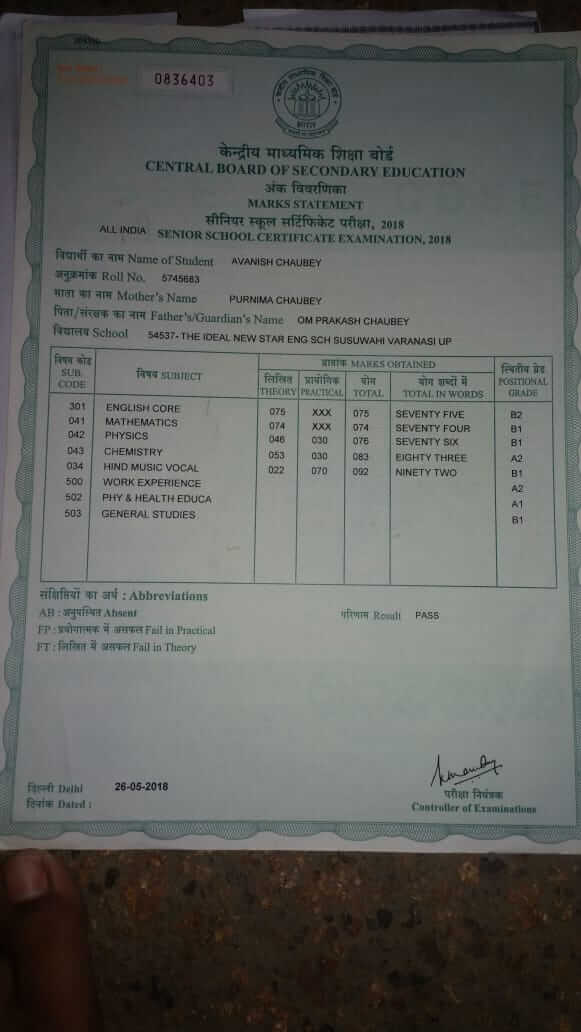 0836403
भारत
केन्द्रीय माध्यमिक शिक्षा बोर्ड
CENTRAL BOARD OF SECONDARY EDUCATION
अंक विवरणिका
MARKS STATEMENT
सीनियर स्कूल सर्टिफिकेट परीक्षा, 2018
ALL INDIA SENIOR SCHOOL CERTIFICATE EXAMINATION, 2018
विद्यार्थी का नाम Name of Student AVANISH CHAUBEY
अनुक्रमांक Roll No. 5745683
माता का नाम Mother's Name PURNIMA CHAUBEY
पिता/संरक्षक का नाम Father's/Guardian's Name OM PRAKASH CHAUBEY
विद्यालय School 54537- THE IDEAL NEW STAR ENG SCH SUSUWAHI VARANASI UP
विषय कोड SUB. CODE विषय SUBJECT प्राप्तांक MARKS OBTAINED स्थितीय ग्रेड POSITIONAL GRADE
लिखित THEORY प्रायोगिक PRACTICAL योग TOTAL योग शब्दों में TOTAL IN WORDS
301 ENGLISH CORE 075 XXX 075 SEVENTY FIVE B2
041 MATHEMATICS 074 XXX 074 SEVENTY FOUR B1
042 PHYSICS 046 030 076 SEVENTY SIX B1
043 CHEMISTRY 053 030 083 EIGHTY THREE A2
034 HIND MUSIC VOCAL 022 070 092 NINETY TWO B1
500 WORK EXPERIENCE A2
502 PHY & HEALTH EDUCA A1
503 GENERAL STUDIES B1
संक्षिप्तियों का अर्थ : Abbreviations
AB : अनुपस्थित Absent परिणाम Result PASS
FP : प्रयोगात्मक में असफल Fail in Practical
FT : लिखित में असफल Fail in Theory
दिल्ली Delhi 26-05-2018
दिनांक Dated :
परीक्षा नियंत्रक
Controller of Examinations